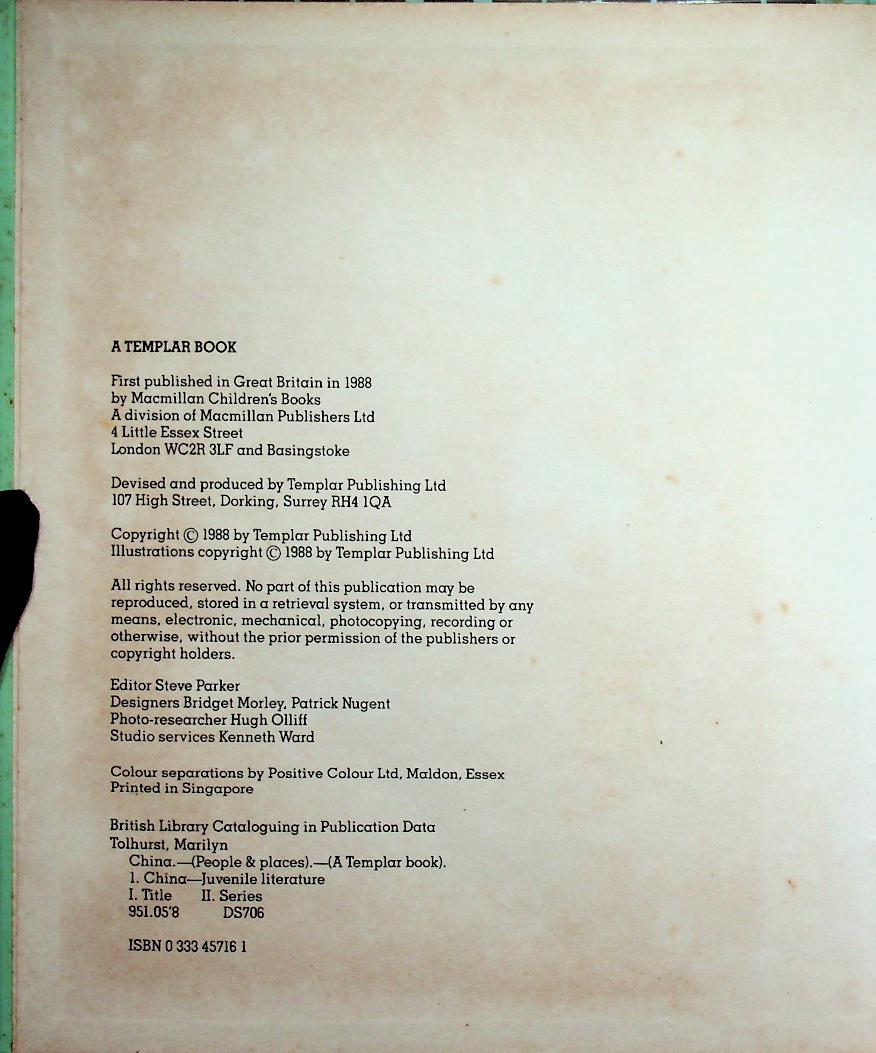 A TEMPLAR BOOK
First published in Great Britain in 1988
by Macmillan Children's Books
A division of Macmillan Publishers Ltd
4 Little Essex Street
London WC2R 3LF and Basingstoke
Devised and produced by Templar Publishing Ltd
107 High Street, Dorking, Surrey RH4 1QA
Copyright © 1988 by Templar Publishing Ltd
Illustrations copyright © 1988 by Templar Publishing Ltd
All rights reserved. No part of this publication may be
reproduced, stored in a retrieval system, or transmitted by any
means, electronic, mechanical, photocopying, recording or
otherwise, without the prior permission of the publishers or
copyright holders.
Editor Steve Parker
Designers Bridget Morley, Patrick Nugent
Photo-researcher Hugh Olliff
Studio services Kenneth Ward
Colour separations by Positive Colour Ltd, Maldon, Essex
Printed in Singapore
British Library Cataloguing in Publication Data
Tolhurst, Marilyn
China.—(People & places).—(A Templar book).
1. China—Juvenile literature
I. Title II. Series
951.05'8 DS706
ISBN 0 333 45716 1